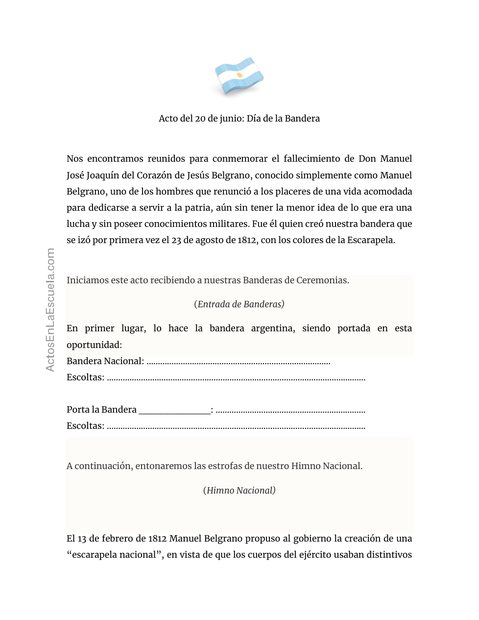 Acto del 20 de junio: Día de la Bandera
Nos encontramos reunidos para conmemorar el fallecimiento de Don Manuel
José Joaquín del Corazón de Jesús Belgrano, conocido simplemente como Manuel
Belgrano, uno de los hombres que renunció a los placeres de una vida acomodada
para dedicarse a servir a la patria, aún sin tener la menor idea de lo que era una
lucha y sin poseer conocimientos militares. Fue él quien creó nuestra bandera que
se izó por primera vez el 23 de agosto de 1812, con los colores de la Escarapela.
Iniciamos este acto recibiendo a nuestras Banderas de Ceremonias.
(Entrada de Banderas)
En primer lugar, lo hace la bandera argentina, siendo portada en esta
oportunidad:
Bandera Nacional: ..................................................................
Escoltas: .............................................................................................
Porta la Bandera ______________: ......................................................
Escoltas: .............................................................................................
A continuación, entonaremos las estrofas de nuestro Himno Nacional.
(Himno Nacional)
El 13 de febrero de 1812 Manuel Belgrano propuso al gobierno la creación de una
“escarapela nacional”, en vista de que los cuerpos del ejército usaban distintivos
ActosEnLaEscuela.com